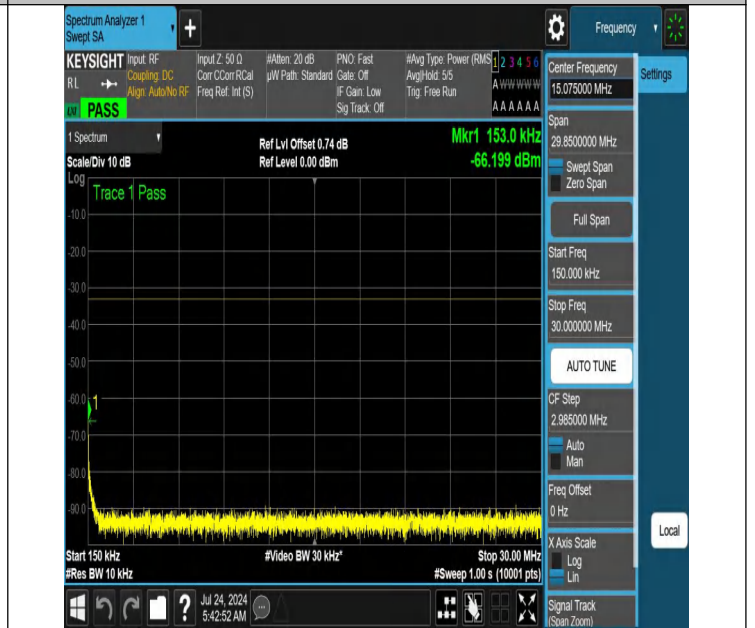 Spectrum Analyzer 1
Swept SA
+
Frequency
KEYSIGHT
RL
PASS
Input: RF
Coupling: DC
Align: Auto/No RF
Input Z: 50 Ω
Corr CCorr RCal
Freq Ref: Int (S)
#Atten: 20 dB
µW Path: Standard
PNO: Fast
Gate: Off
IF Gain: Low
Sig Track: Off
#Avg Type: Power (RMS
Avg|Hold: 5/5
Trig: Free Run
1 2 3 4 5 6
A W W W W W
A A A A A A
1 Spectrum
Scale/Div 10 dB
Ref Lvl Offset 0.74 dB
Ref Level 0.00 dBm
Mkr1 153.0 kHz
-66.199 dBm
Log
Trace 1 Pass
-10.0
-20.0
-30.0
-40.0
-50.0
-60.0
1
-70.0
-80.0
-90.0
Start 150 kHz
#Video BW 30 kHz*
Stop 30.00 MHz
#Res BW 10 kHz
#Sweep 1.00 s (10001 pts)
?
Jul 24, 2024
5:42:52 AM
Center Frequency
15.075000 MHz
Settings
Span
29.8500000 MHz
Swept Span
Zero Span
Full Span
Start Freq
150.000 kHz
Stop Freq
30.000000 MHz
AUTO TUNE
CF Step
2.985000 MHz
Auto
Man
Freq Offset
0 Hz
Local
X Axis Scale
Log
Lin
Signal Track
(Span Zoom)